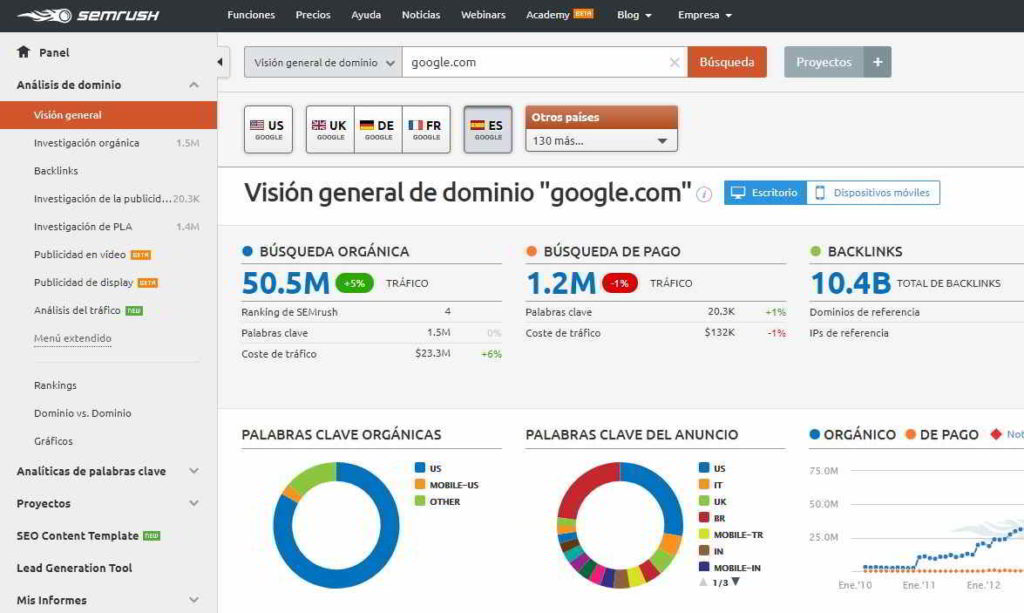 SEMRUSH
Funciones Precios Ayuda Noticias Webinars Academy BETA Blog Empresa
Panel
Análisis de dominio
Visión general
Investigación orgánica 1.5M
Backlinks
Investigación de la publicid... 20.3K
Investigación de PLA 1.4M
Publicidad en vídeo BETA
Publicidad de display BETA
Análisis del tráfico NEW
Menú extendido
Rankings
Dominio vs. Dominio
Gráficos
Analíticas de palabras clave
Proyectos
SEO Content Template NEW
Lead Generation Tool
Mis Informes
Visión general de dominio google.com × Búsqueda Proyectos +
US GOOGLE
UK GOOGLE
DE GOOGLE
FR GOOGLE
ES GOOGLE
Otros países
130 más...
Visión general de dominio "google.com" i Escritorio Dispositivos móviles
BÚSQUEDA ORGÁNICA
50.5M +5% TRÁFICO
Ranking de SEMrush 4
Palabras clave 1.5M 0%
Coste de tráfico $23.3M +6%
BÚSQUEDA DE PAGO
1.2M -1% TRÁFICO
Palabras clave 20.3K +1%
Coste de tráfico $132K -1%
BACKLINKS
10.4B TOTAL DE BACKLINKS
Dominios de referencia
IPs de referencia
PALABRAS CLAVE ORGÁNICAS
US
MOBILE-US
OTHER
PALABRAS CLAVE DEL ANUNCIO
US
IT
UK
BR
MOBILE-TR
IN
MOBILE-IN
1/3
ORGÁNICO DE PAGO Not
75.0M
50.0M
25.0M
Ene.'10 Ene.'11 Ene.'12